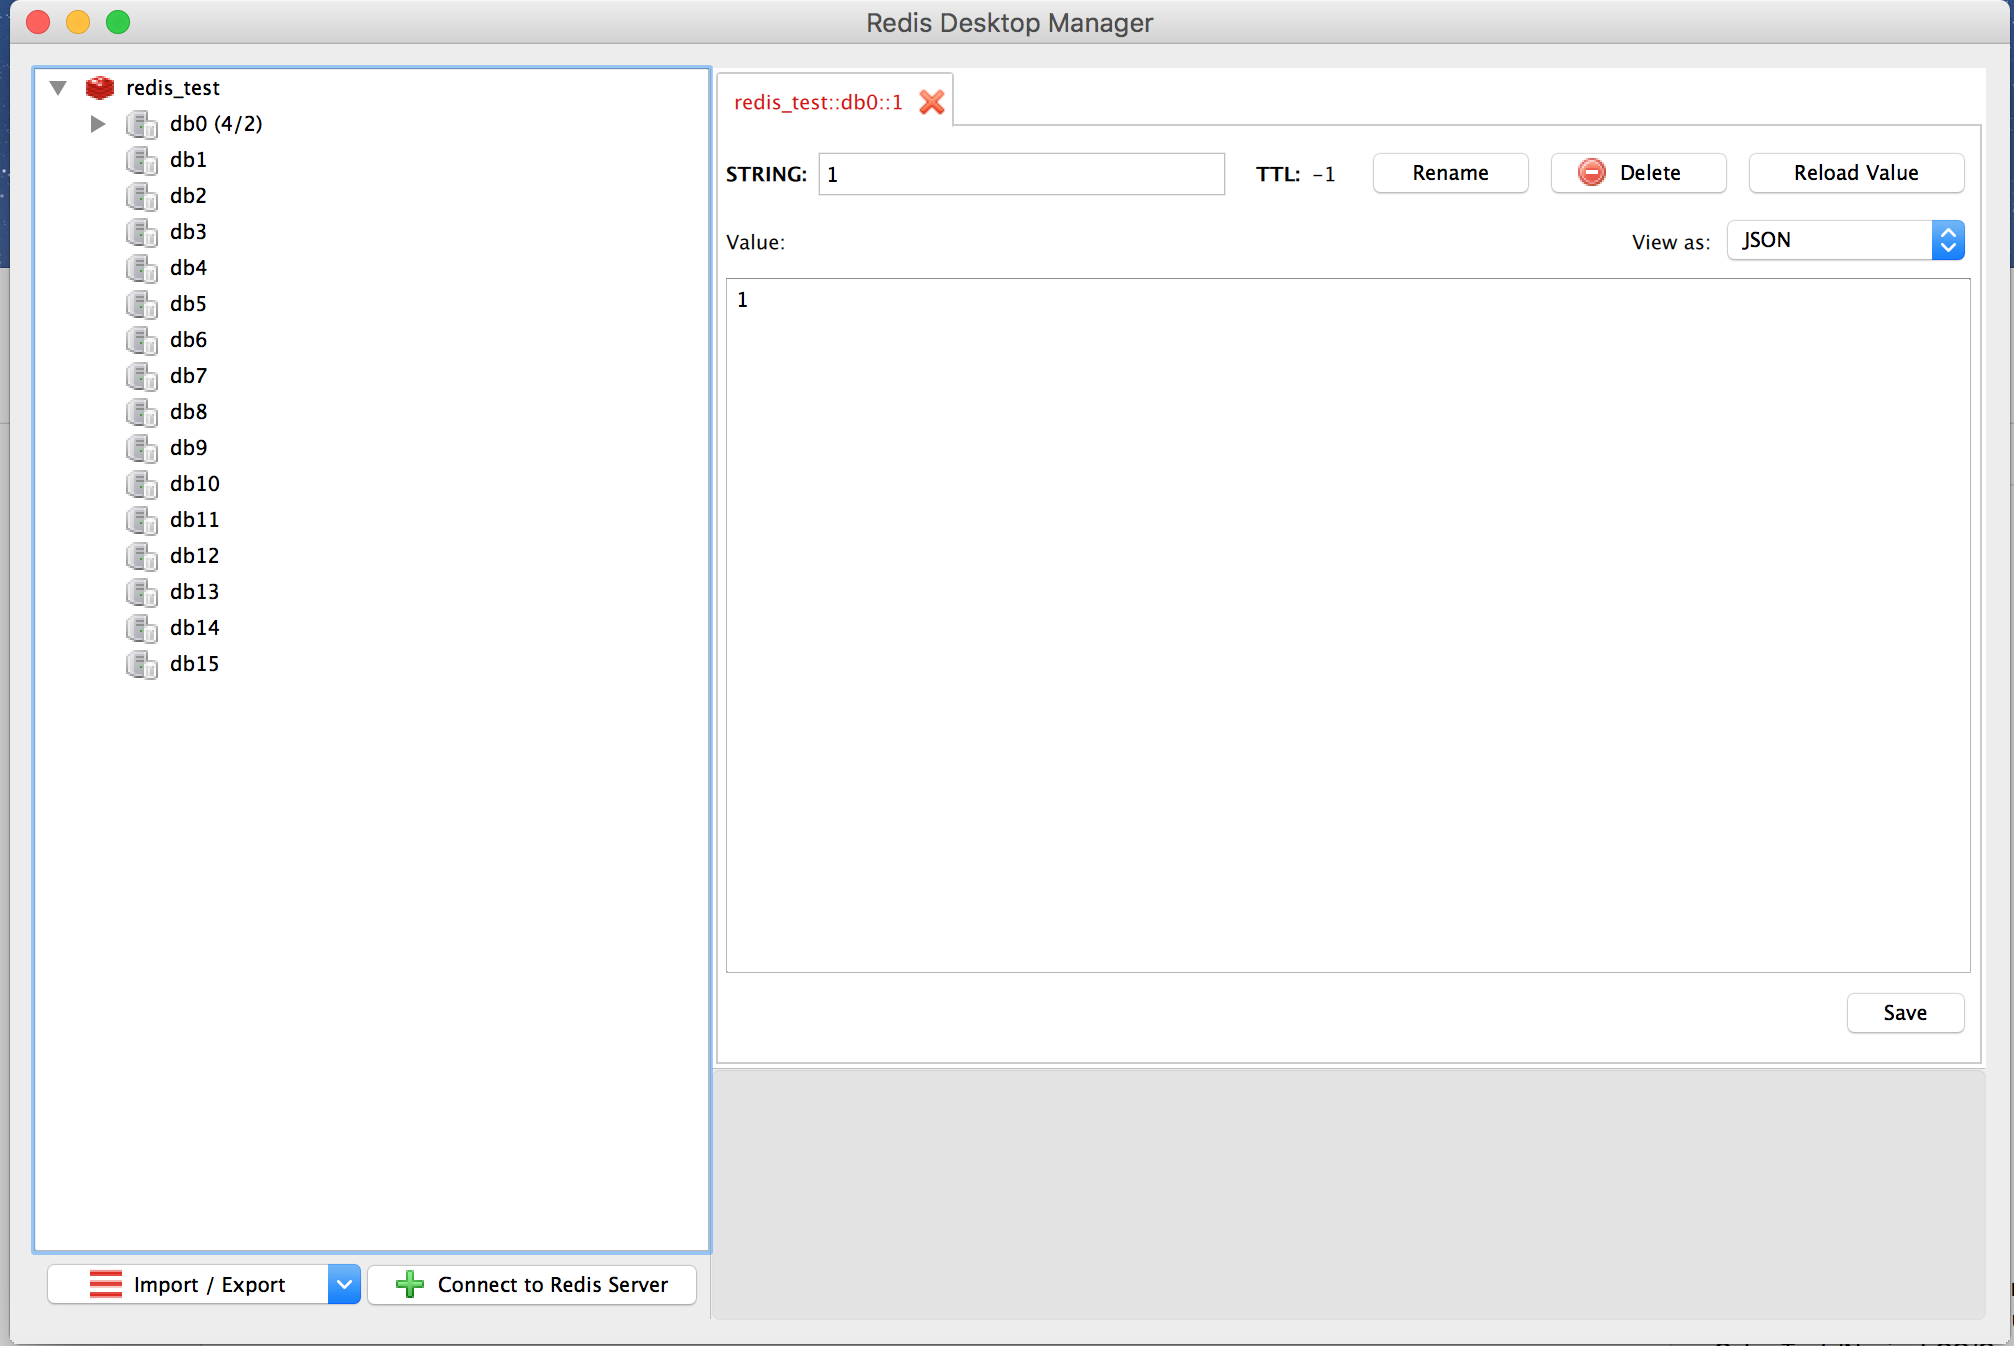 Redis Desktop Manager
redis_test
db0 (4/2)
db1
db2
db3
db4
db5
db6
db7
db8
db9
db10
db11
db12
db13
db14
db15
Import / Export
Connect to Redis Server
redis_test::db0::1
STRING: 1 TTL: -1 Rename Delete Reload Value
Value: View as: JSON
1
Save